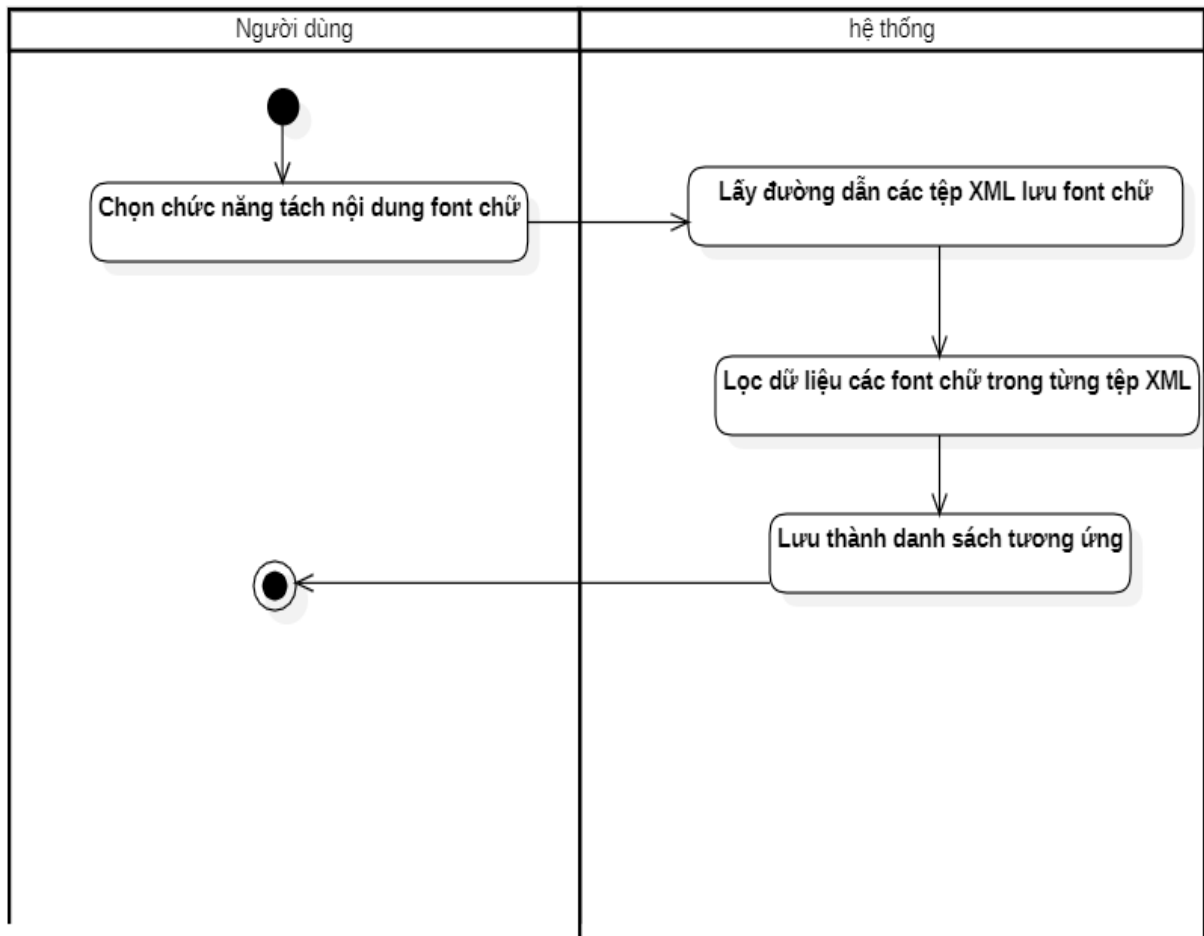 Người dùng
hệ thống
Chọn chức năng tách nội dung font chữ
Lấy đường dẫn các tệp XML lưu font chữ
Lọc dữ liệu các font chữ trong từng tệp XML
Lưu thành danh sách tương ứng